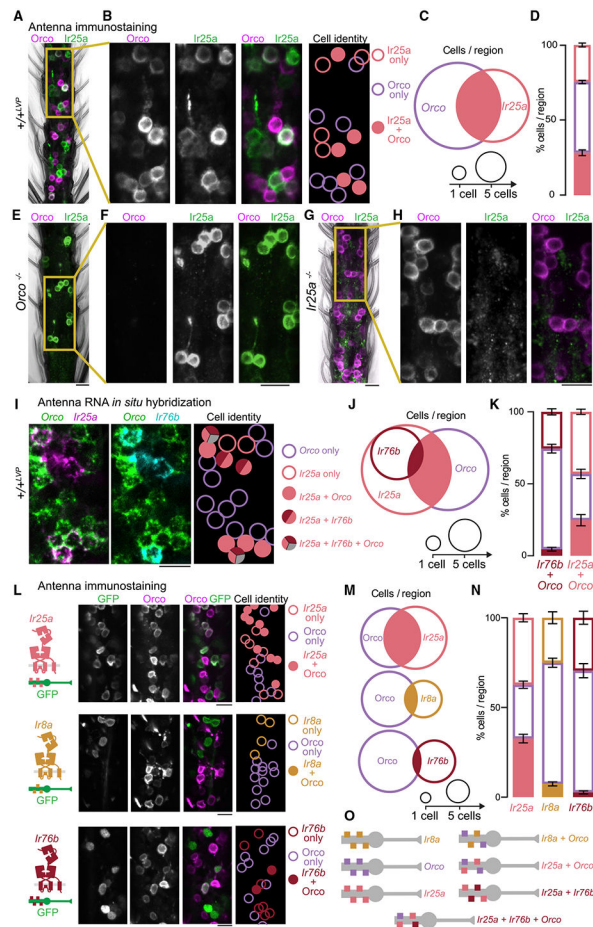 A Antenna immunostaining
Orco Ir25a
+/+LVP
B Orco Ir25a Orco Ir25a Cell identity
Ir25a only
Orco only
Ir25a + Orco
C Cells / region
Orco Ir25a
1 cell 5 cells
D
% cells / region
100
50
0
E Orco Ir25a
Orco -/-
F Orco Ir25a Orco Ir25a
G Orco Ir25a
Ir25a -/-
H Orco Ir25a Orco Ir25a
I Antenna RNA in situ hybridization
Orco Ir25a Orco Ir76b Cell identity
+/+LVP
Orco only
Ir25a only
Ir25a + Orco
Ir25a + Ir76b
Ir25a + Ir76b + Orco
J Cells / region
Ir76b
Ir25a
Orco
1 cell 5 cells
K
% cells / region
100
50
0
Ir76b + Orco
Ir25a + Orco
L Antenna immunostaining
GFP Orco Orco GFP Cell identity
Ir25a
GFP
Ir25a only
Orco only
Ir25a + Orco
Ir8a
GFP
Ir8a only
Orco only
Ir8a + Orco
Ir76b
GFP
Ir76b only
Orco only
Ir76b + Orco
M Cells / region
Orco Ir25a
Orco Ir8a
Orco Ir76b
1 cell 5 cells
N
% cells / region
100
50
0
Ir25a Ir8a Ir76b
O
Ir8a Ir8a + Orco
Orco Ir25a + Orco
Ir25a Ir25a + Ir76b
Ir25a + Ir76b + Orco